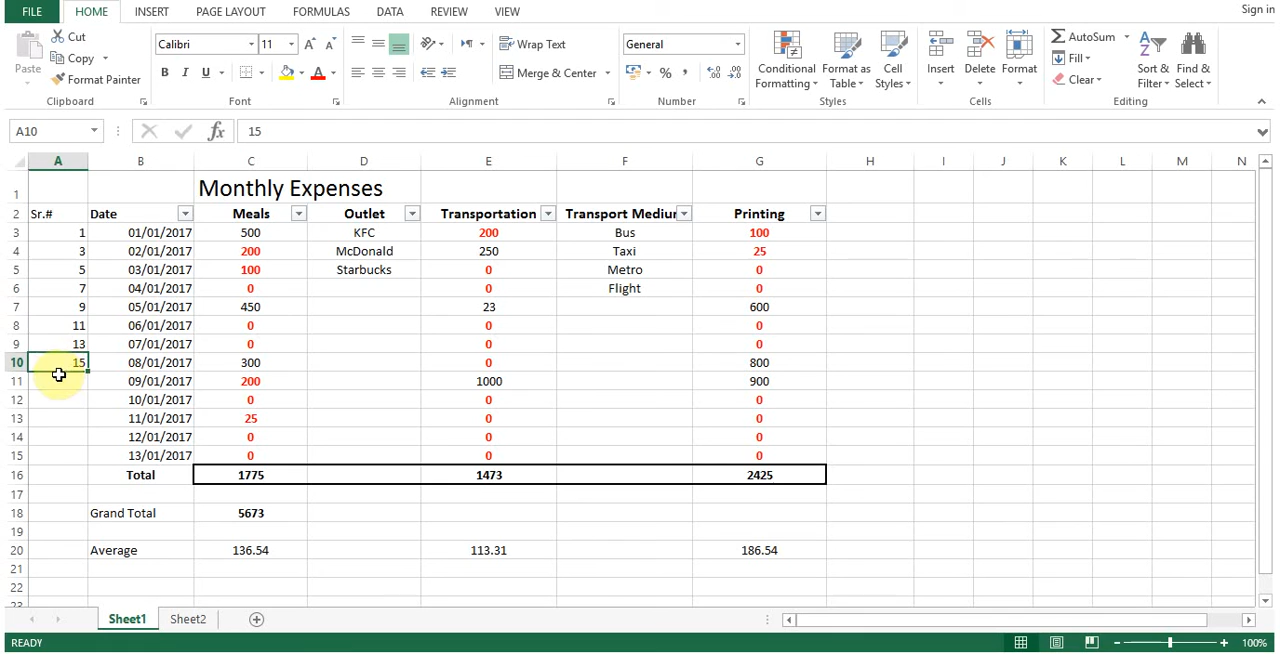 Sign in
FILE HOME INSERT PAGE LAYOUT FORMULAS DATA REVIEW VIEW
Paste
Cut
Copy
Format Painter
Clipboard
Calibri 11
B I U
Font
Wrap Text
Merge & Center
Alignment
General
%
Number
Conditional Formatting
Format as Table
Cell Styles
Styles
Insert Delete Format
Cells
AutoSum
Fill
Clear
Sort & Filter
Find & Select
Editing
A10 fx 15
A B C D E F G H I J K L M N
1 Monthly Expenses
2 Sr.# Date Meals Outlet Transportation Transport Mediur Printing
3 1 01/01/2017 500 KFC 200 Bus 100
4 3 02/01/2017 200 McDonald 250 Taxi 25
5 5 03/01/2017 100 Starbucks 0 Metro 0
6 7 04/01/2017 0 0 Flight 0
7 9 05/01/2017 450 23 600
8 11 06/01/2017 0 0 0
9 13 07/01/2017 0 0 0
10 15 08/01/2017 300 0 800
11 09/01/2017 200 1000 900
12 10/01/2017 0 0 0
13 11/01/2017 25 0 0
14 12/01/2017 0 0 0
15 13/01/2017 0 0 0
16 Total 1775 1473 2425
17
18 Grand Total 5673
19
20 Average 136.54 113.31 186.54
21
22
23
Sheet1 Sheet2
READY 100%